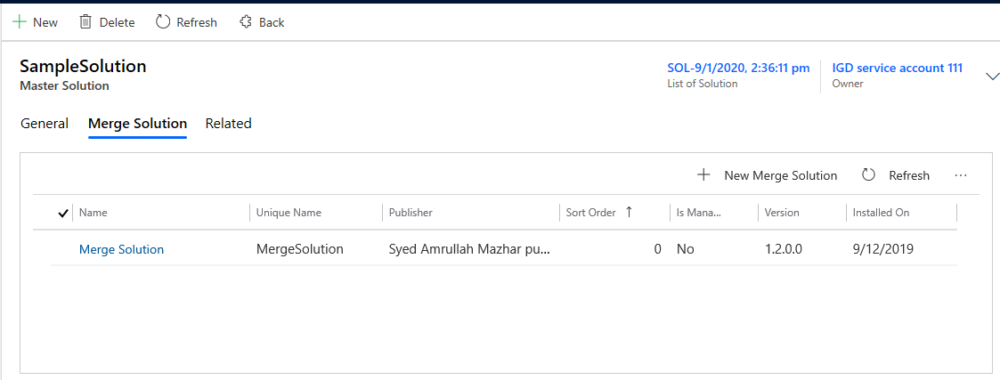 New Delete Refresh Back
SampleSolution
Master Solution
SOL-9/1/2020, 2:36:11 pm
List of Solution
IGD service account 111
Owner
General Merge Solution Related
New Merge Solution Refresh ...
Name Unique Name Publisher Sort Order Is Mana... Version Installed On
Merge Solution MergeSolution Syed Amrullah Mazhar pu... 0 No 1.2.0.0 9/12/2019